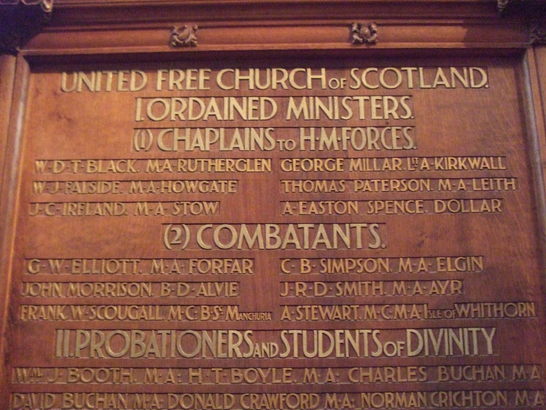 UNITED FREE CHURCH OF SCOTLAND.
I. ORDAINED MINISTERS.
(1) CHAPLAINS TO H·M·FORCES.
W·D·T·BLACK, M·A·RUTHERGLEN GEORGE MILLAR, L·A·KIRKWALL
W·J·FALSIDE, M·A·HOWGATE THOMAS PATERSON, M·A·LEITH
J·G·IRELAND, M·A·STOW A·EASTON SPENCE, DOLLAR
(2) COMBATANTS.
G·W·ELLIOTT, M·A·FORFAR C·B·SIMPSON, M·A·ELGIN
JOHN MORRISON, B·D·ALVIE J·R·D·SMITH, M·A·AYR
FRANK·W·SCOUGALL, M·C·B·Sc·MANCHURIA A·STEWART, M·C·M·A·ISLE OF WHITHORN
II. PROBATIONERS AND STUDENTS OF DIVINITY
WM·J·BOOTH, M·A· H·T·BOYLE, M·A· CHARLES BUCHAN M·A
DAVID BUCHAN M·A· DONALD CRAWFORD M·A· NORMAN CRICHTON, M·A